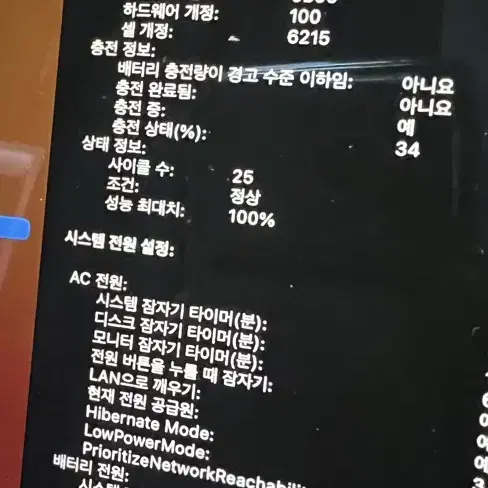 하드웨어 개정: 100
셀 개정: 6215
충전 정보:
배터리 충전량이 경고 수준 이하임: 아니요
충전 완료됨: 아니요
충전 중: 예
충전 상태(%): 34
상태 정보:
사이클 수: 25
조건: 정상
성능 최대치: 100%
시스템 전원 설정:
AC 전원:
시스템 잠자기 타이머(분):
디스크 잠자기 타이머(분):
모니터 잠자기 타이머(분):
전원 버튼을 누를 때 잠자기:
LAN으로 깨우기:
현재 전원 공급원:
Hibernate Mode:
LowPowerMode:
배터리 전원: